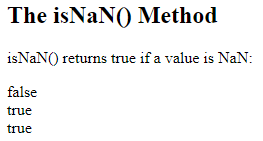 The isNaN() Method
isNaN() returns true if a value is NaN:
false
true
true